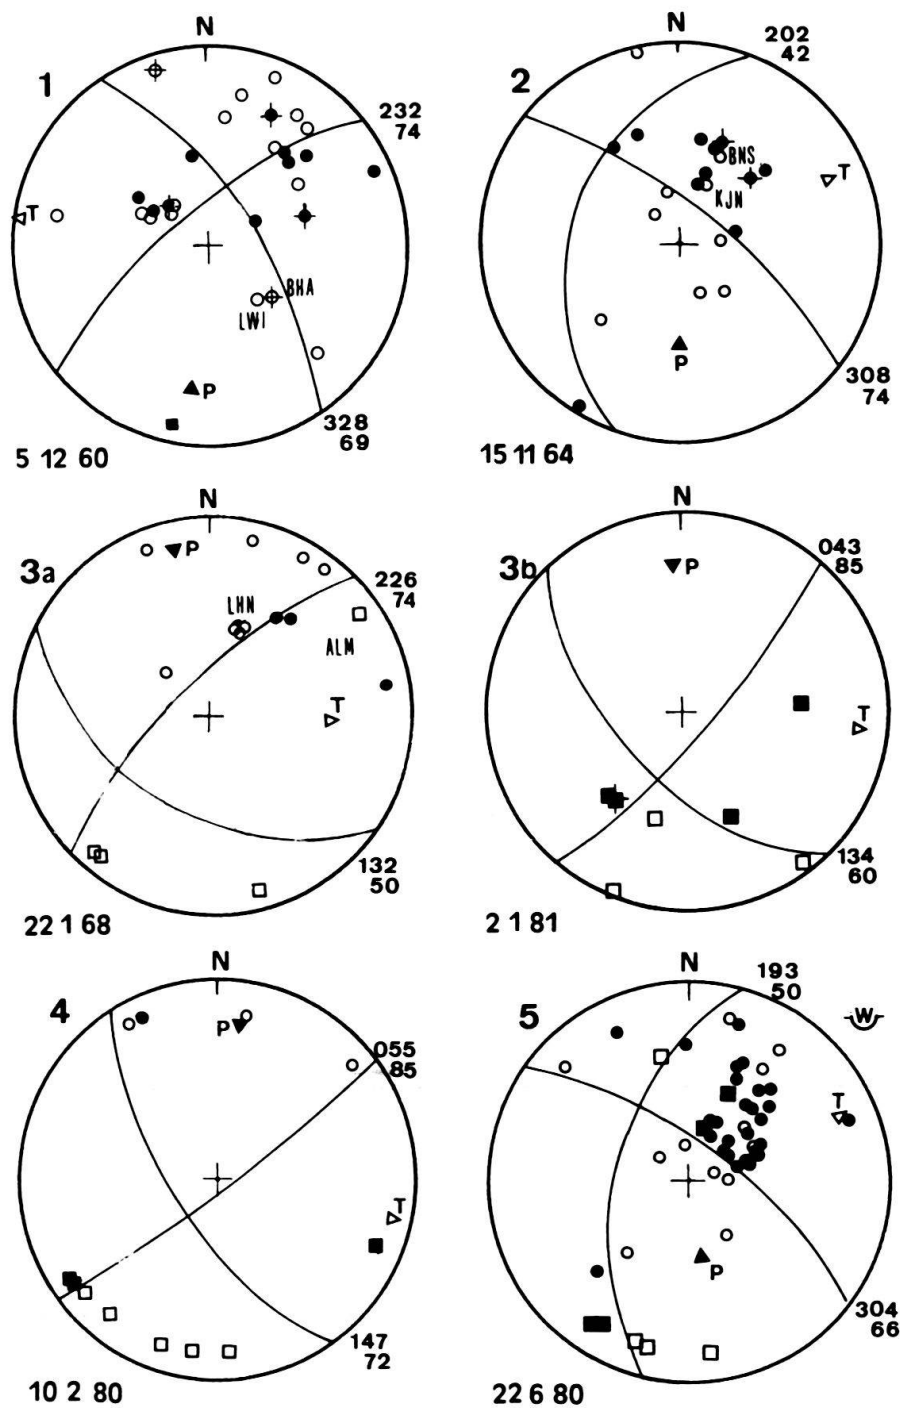 N
1
232
74
T
BHA
LWI
P
328
69
5 12 60
N
202
42
2
BNS
T
KJN
P
308
74
15 11 64
N
3a
P
226
74
LHN
ALM
T
132
50
22 1 68
N
3b
043
85
P
T
134
60
2 1 81
N
4
P
055
85
T
147
72
10 2 80
N
193
50
5
W
T
P
304
66
22 6 80